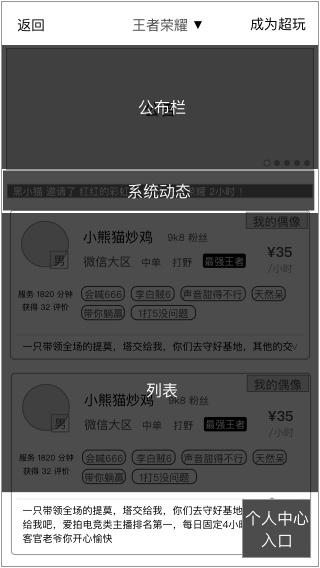 返回 王者荣耀 ▼ 成为超玩
公布栏
系统动态
黑小猫 邀请了 红红的彩 耀 2小时！
我的偶像
小熊猫炒鸡 9k8 粉丝
¥35
/小时
男
微信大区 中单 打野 最强王者
服务 1820 分钟
获得 32 评价
会喊666 李白贼6 声音甜得不行 天然呆
带你躺赢 1打5没问题
一只带领全场的提莫，塔交给我，你们去守好基地，其他的交
列表
我的偶像
小熊猫炒鸡 9k8 粉丝
¥35
/小时
男
微信大区 中单 打野 最强王者
服务 1820 分钟
获得 32 评价
会喊666 李白贼6 声音甜得不行 天然呆
带你躺赢 1打5没问题
一只带领全场的提莫，塔交给我，你们去守好基地
给我吧，爱拍电竞类主播排名第一，每日固定4小
客官老爷你开心愉快
个人中心
入口